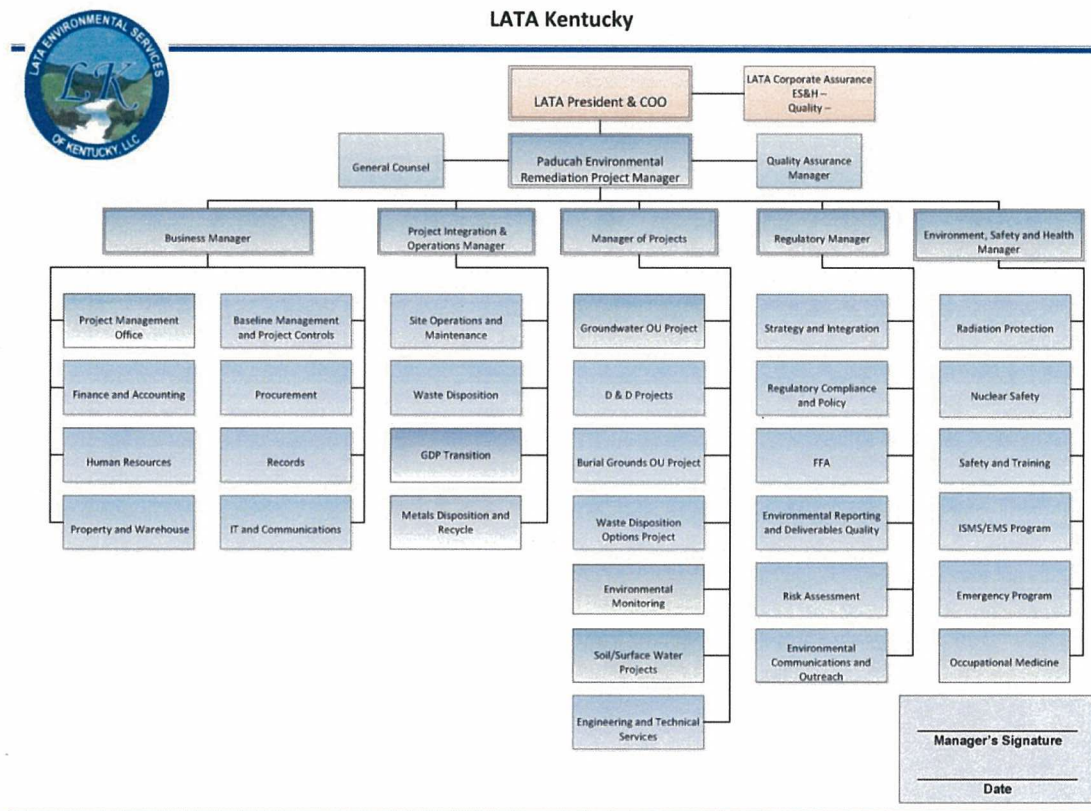 LATA Kentucky
LATA ENVIRONMENTAL SERVICES
LK
OF KENTUCKY, LLC
LATA President & COO
LATA Corporate Assurance
ES&H –
Quality –
General Counsel
Paducah Environmental
Remediation Project Manager
Quality Assurance
Manager
Business Manager
Project Integration &
Operations Manager
Manager of Projects
Regulatory Manager
Environment, Safety and Health
Manager
Project Management
Office
Baseline Management
and Project Controls
Finance and Accounting
Procurement
Human Resources
Records
Property and Warehouse
IT and Communications
Site Operations and
Maintenance
Waste Disposition
GDP Transition
Metals Disposition and
Recycle
Groundwater OU Project
D & D Projects
Burial Grounds OU Project
Waste Disposition
Options Project
Environmental
Monitoring
Soil/Surface Water
Projects
Engineering and Technical
Services
Strategy and Integration
Regulatory Compliance
and Policy
FFA
Environmental Reporting
and Deliverables Quality
Risk Assessment
Environmental
Communications and
Outreach
Radiation Protection
Nuclear Safety
Safety and Training
ISMS/EMS Program
Emergency Program
Occupational Medicine
Manager's Signature
Date